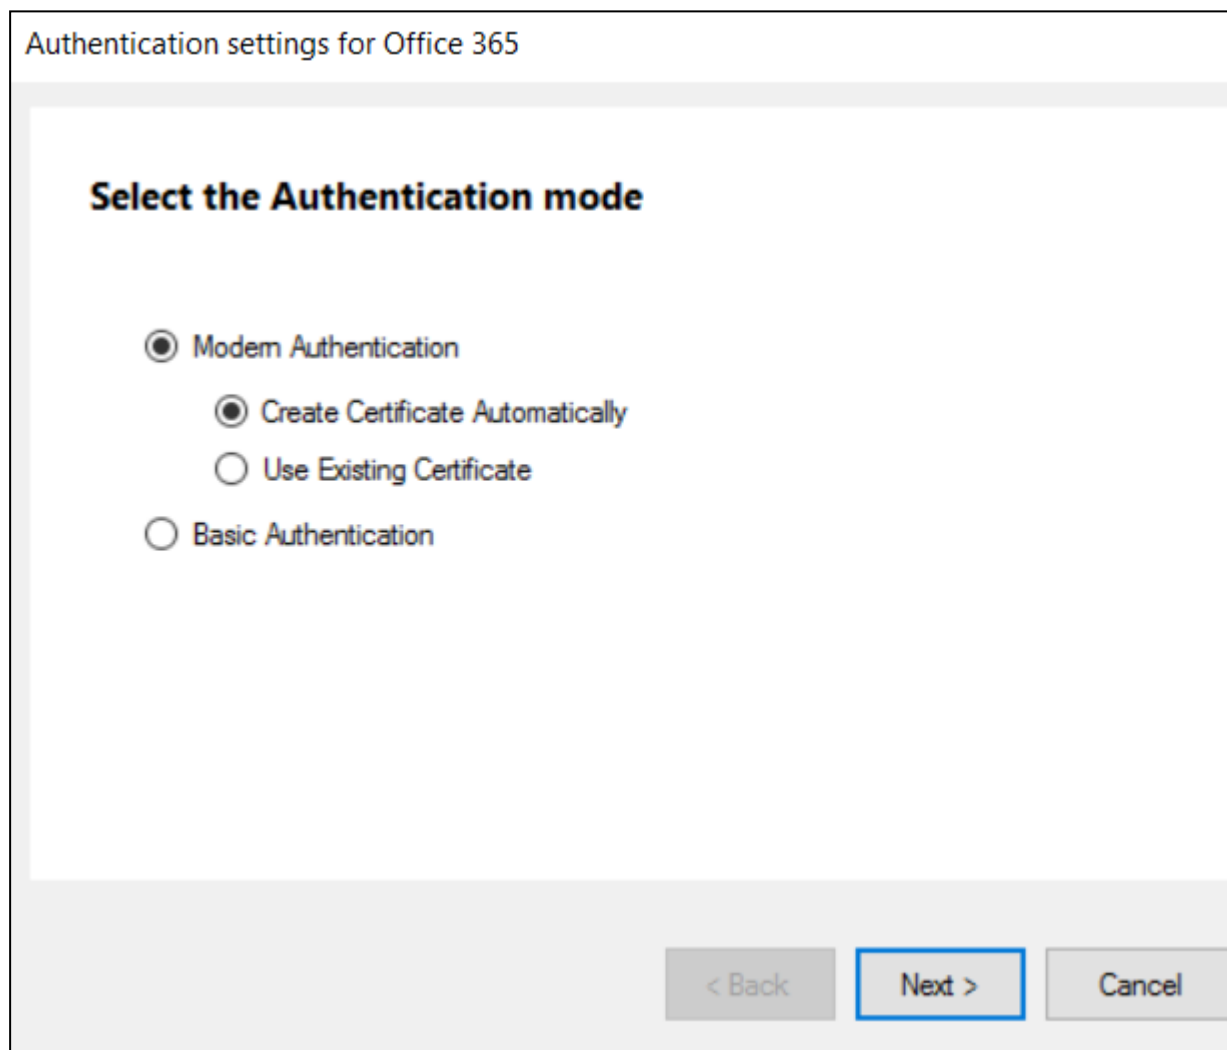 Authentication settings for Office 365
Select the Authentication mode
Modern Authentication
Create Certificate Automatically
Use Existing Certificate
Basic Authentication
< Back
Next >
Cancel